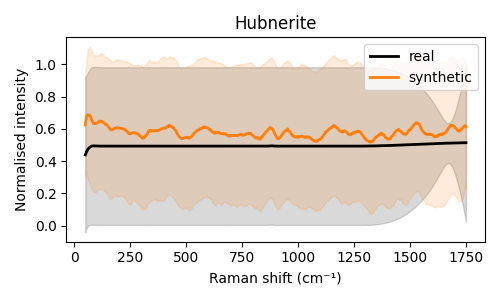 Hubnerite
Normalised intensity
1.0
0.8
0.6
0.4
0.2
0.0
real
synthetic
0
250
500
750
1000
1250
1500
1750
Raman shift (cm⁻¹)